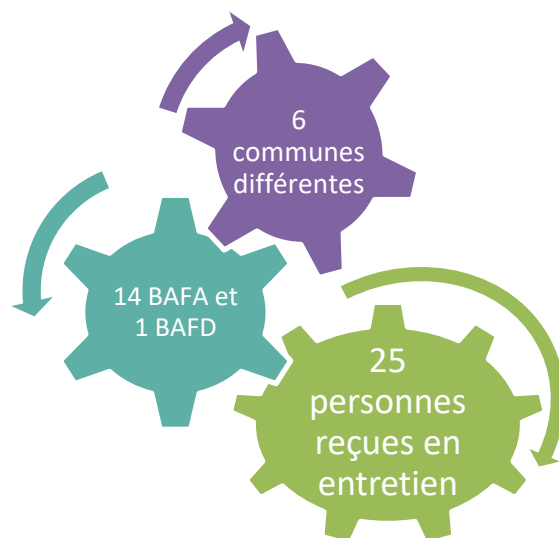 6
communes
différentes
14 BAFA et
1 BAFD
25
personnes
reçues en
entretien